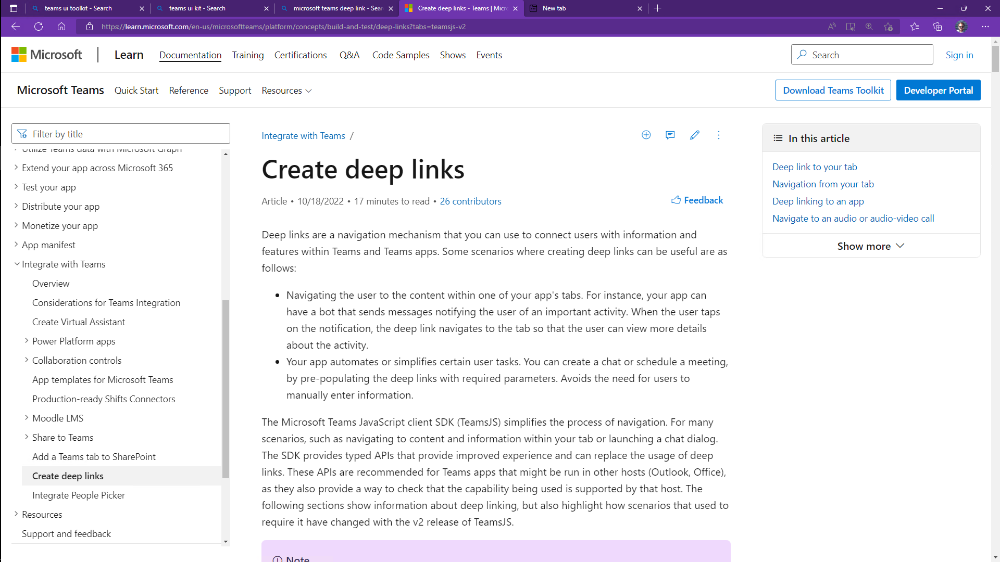 teams ui toolkit - Search
teams ui kit - Search
microsoft teams deep link - Sear
Create deep links - Teams | Micro
New tab
https://learn.microsoft.com/en-us/microsoftteams/platform/concepts/build-and-test/deep-links?tabs=teamsjs-v2
Microsoft
Learn
Documentation
Training
Certifications
Q&A
Code Samples
Shows
Events
Search
Sign in
Microsoft Teams
Quick Start
Reference
Support
Resources
Download Teams Toolkit
Developer Portal
Filter by title
Utilize Teams data with Microsoft Graph
Extend your app across Microsoft 365
Test your app
Distribute your app
Monetize your app
App manifest
Integrate with Teams
Overview
Considerations for Teams Integration
Create Virtual Assistant
Power Platform apps
Collaboration controls
App templates for Microsoft Teams
Production-ready Shifts Connectors
Moodle LMS
Share to Teams
Add a Teams tab to SharePoint
Create deep links
Integrate People Picker
Resources
Support and feedback
Integrate with Teams /
Create deep links
Article • 10/18/2022 • 17 minutes to read • 26 contributors
Feedback
Deep links are a navigation mechanism that you can use to connect users with information and
features within Teams and Teams apps. Some scenarios where creating deep links can be useful are as
follows:
• Navigating the user to the content within one of your app's tabs. For instance, your app can
have a bot that sends messages notifying the user of an important activity. When the user taps
on the notification, the deep link navigates to the tab so that the user can view more details
about the activity.
• Your app automates or simplifies certain user tasks. You can create a chat or schedule a meeting,
by pre-populating the deep links with required parameters. Avoids the need for users to
manually enter information.
The Microsoft Teams JavaScript client SDK (TeamsJS) simplifies the process of navigation. For many
scenarios, such as navigating to content and information within your tab or launching a chat dialog.
The SDK provides typed APIs that provide improved experience and can replace the usage of deep
links. These APIs are recommended for Teams apps that might be run in other hosts (Outlook, Office),
as they also provide a way to check that the capability being used is supported by that host. The
following sections show information about deep linking, but also highlight how scenarios that used to
require it have changed with the v2 release of TeamsJS.
Note
In this article
Deep link to your tab
Navigation from your tab
Deep linking to an app
Navigate to an audio or audio-video call
Show more